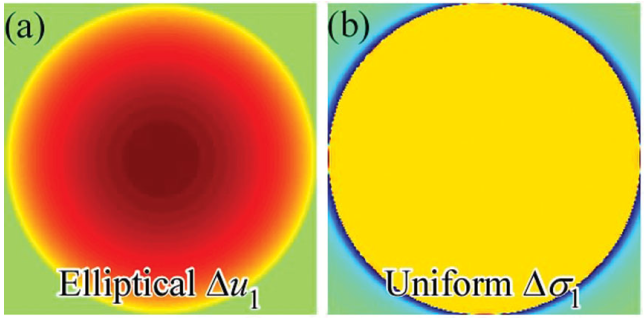 (a)
Elliptical Δu₁
(b)
Uniform Δσ₁